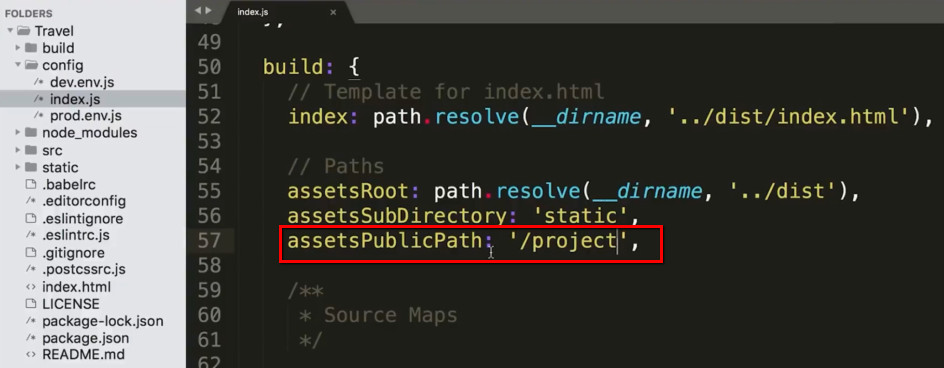 FOLDERS
Travel
build
config
dev.env.js
index.js
prod.env.js
node_modules
src
static
.babelrc
.editorconfig
.eslintignore
.eslintrc.js
.gitignore
.postcssrc.js
index.html
LICENSE
package-lock.json
package.json
README.md
index.js ×
49
50 build: {
51 // Template for index.html
52 index: path.resolve(__dirname, '../dist/index.html'),
53
54 // Paths
55 assetsRoot: path.resolve(__dirname, '../dist'),
56 assetsSubDirectory: 'static',
57 assetsPublicPath: '/project',
58
59 /**
60 * Source Maps
61 */
62